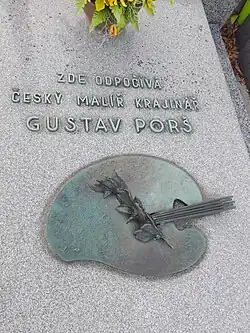 ZDE ODPOČÍVÁ
ČESKÝ MALÍŘ KRAJINÁŘ
GUSTAV PORŠ